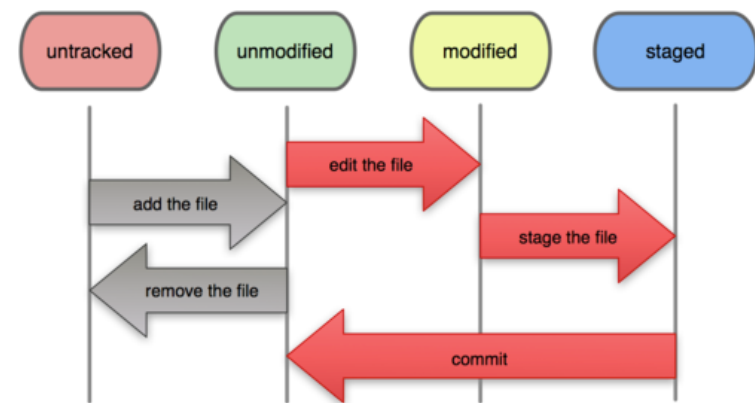 untracked
unmodified
modified
staged
edit the file
add the file
stage the file
remove the file
commit